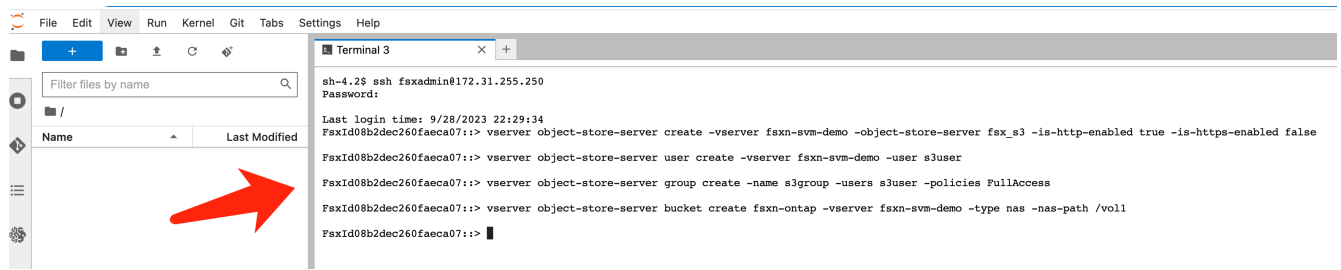 File Edit View Run Kernel Git Tabs Settings Help
Filter files by name
/
Name Last Modified
Terminal 3
sh-4.2$ ssh fsxadmin@172.31.255.250
Password:
Last login time: 9/28/2023 22:29:34
FsxId08b2dec260faeca07::> vserver object-store-server create -vserver fsxn-svm-demo -object-store-server fsx_s3 -is-http-enabled true -is-https-enabled false
FsxId08b2dec260faeca07::> vserver object-store-server user create -vserver fsxn-svm-demo -user s3user
FsxId08b2dec260faeca07::> vserver object-store-server group create -name s3group -users s3user -policies FullAccess
FsxId08b2dec260faeca07::> vserver object-store-server bucket create fsxn-ontap -vserver fsxn-svm-demo -type nas -nas-path /vol1
FsxId08b2dec260faeca07::>